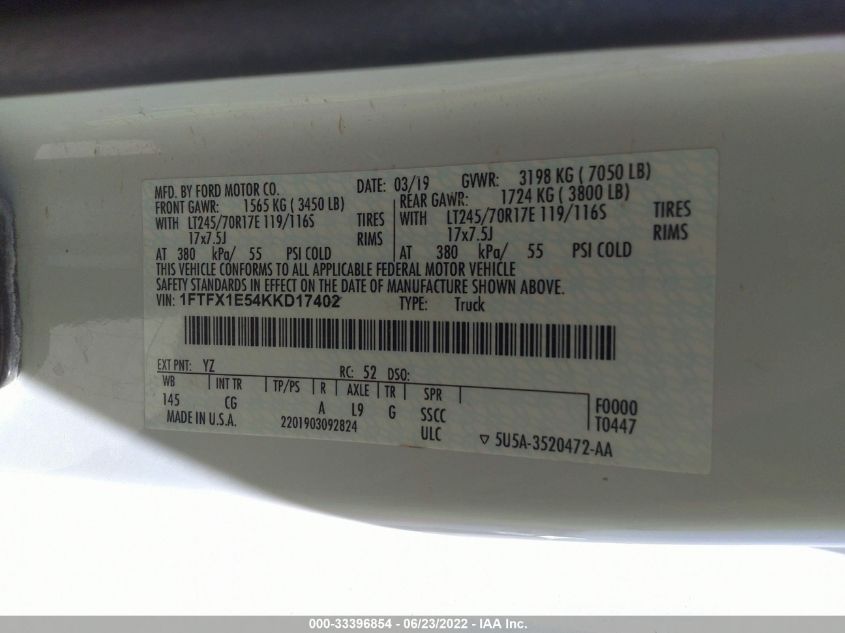 MFD. BY FORD MOTOR CO. DATE: 03/19 GVWR: 3198 KG ( 7050 LB)
FRONT GAWR: 1565 KG ( 3450 LB) REAR GAWR: 1724 KG ( 3800 LB)
WITH LT245/70R17E 119/116S TIRES WITH LT245/70R17E 119/116S TIRES
17x7.5J RIMS 17x7.5J RIMS
AT 380 kPa/ 55 PSI COLD AT 380 kPa/ 55 PSI COLD
THIS VEHICLE CONFORMS TO ALL APPLICABLE FEDERAL MOTOR VEHICLE
SAFETY STANDARDS IN EFFECT ON THE DATE OF MANUFACTURE SHOWN ABOVE.
VIN: 1FTFX1E54KKD17402 TYPE: Truck
EXT PNT: YZ RC: 52 DSO:
WB INT TR TP/PS R AXLE TR SPR
145 CG A L9 G SSCC F0000
MADE IN U.S.A. 2201903092824 ULC T0447
▽ 5U5A-3520472-AA
000-33396854 - 06/23/2022 - IAA Inc.